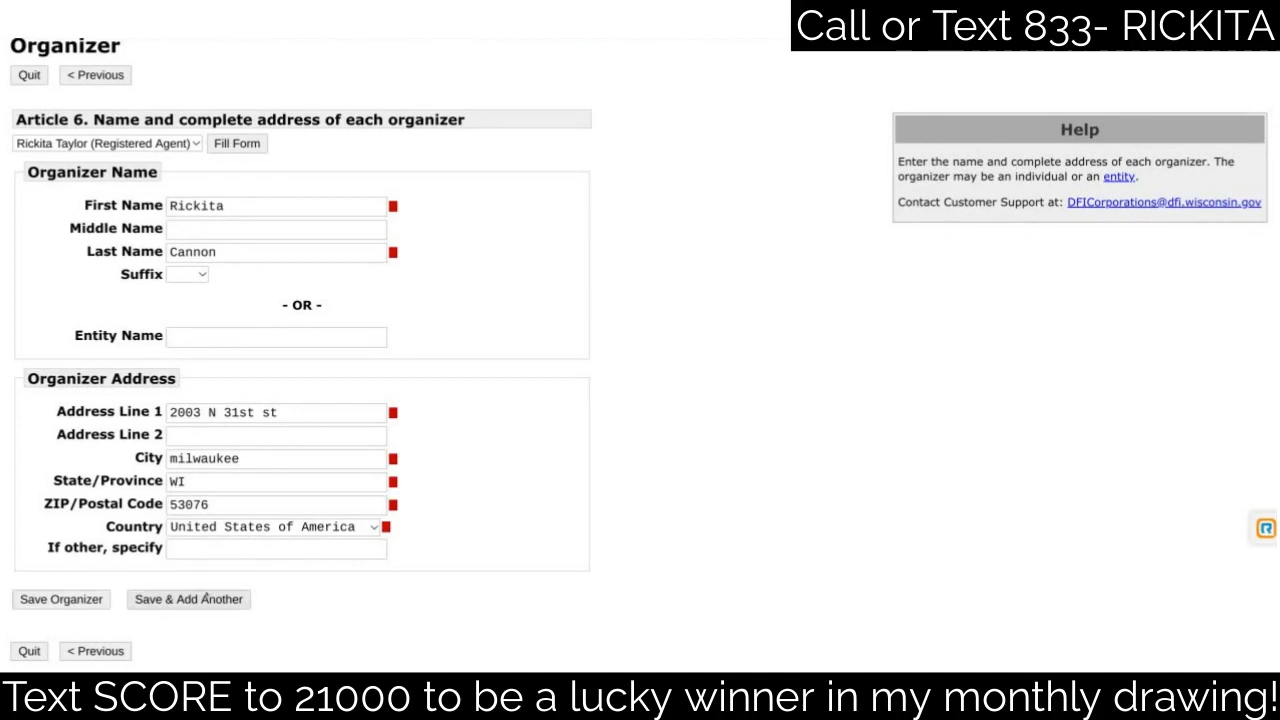 Call or Text 833- RICKITA
Organizer
Quit < Previous
Article 6. Name and complete address of each organizer
Rickita Taylor (Registered Agent) Fill Form
Organizer Name
First Name Rickita
Middle Name
Last Name Cannon
Suffix
- OR -
Entity Name
Organizer Address
Address Line 1 2003 N 31st st
Address Line 2
City milwaukee
State/Province WI
ZIP/Postal Code 53076
Country United States of America
If other, specify
Save Organizer Save & Add Another
Quit < Previous
Help
Enter the name and complete address of each organizer. The
organizer may be an individual or an entity.
Contact Customer Support at: DFICorporations@dfi.wisconsin.gov
Text SCORE to 21000 to be a lucky winner in my monthly drawing!